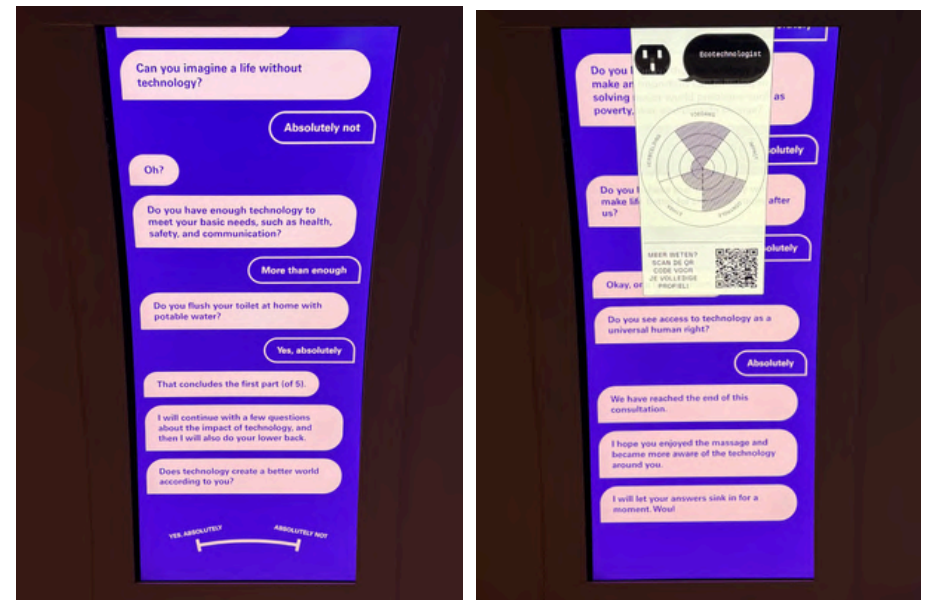 Can you imagine a life without
technology?
Absolutely not
Oh?
Do you have enough technology to
meet your basic needs, such as health,
safety, and communication?
More than enough
Do you flush your toilet at home with
potable water?
Yes, absolutely
That concludes the first part (of 5).
I will continue with a few questions
about the impact of technology, and
then I will also do your lower back.
Does technology create a better world
according to you?
YES, ABSOLUTELY
ABSOLUTELY NOT
Ecotechnologist
Do you
make an
solving
as
poverty,
TOEGANG
IMPACT
VERBEELDING
MEER WETEN?
SCAN DE QR
CODE VOOR
JE VOLLEDIGE
PROFIEL!
Do you
make life
after
us?
Okay, on
Do you see access to technology as a
universal human right?
Absolutely
We have reached the end of this
consultation.
I hope you enjoyed the massage and
became more aware of the technology
around you.
I will let your answers sink in for a
moment. Wou!